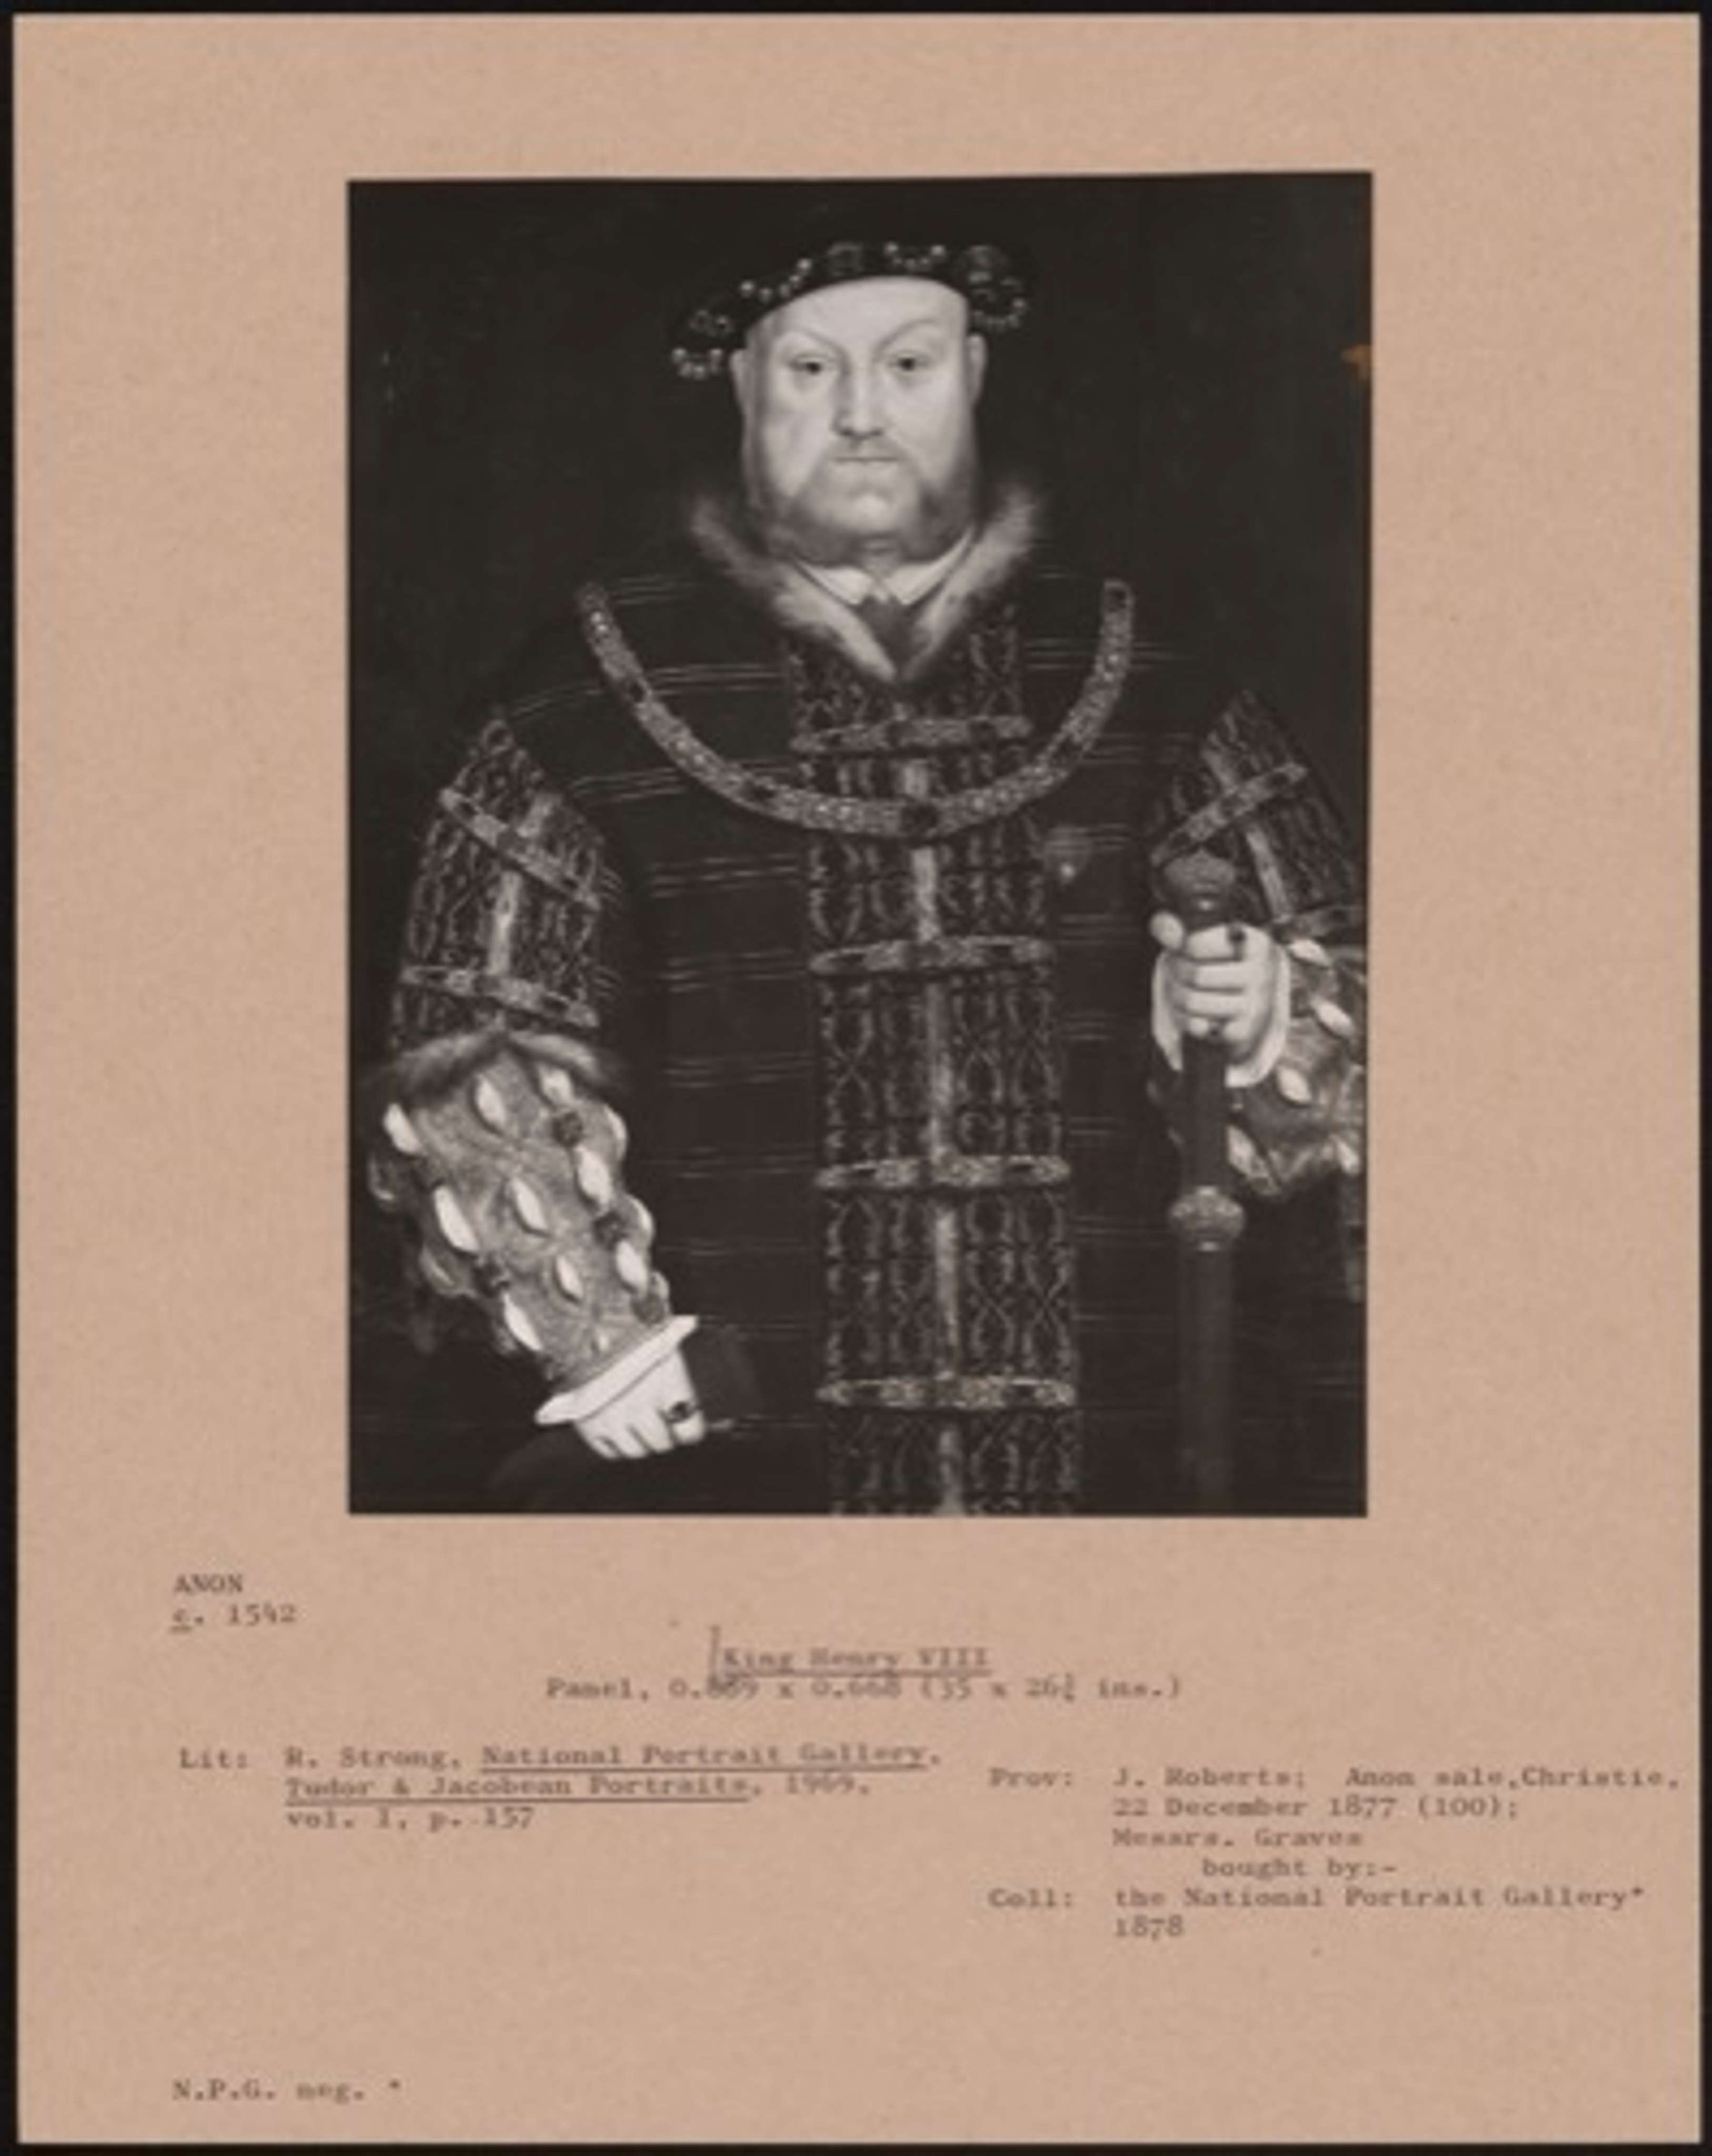 ANON
c. 1542
King Henry VIII
Panel, 0.889 x 0.668 (35 x 26¼ ins.)
Lit: R. Strong, National Portrait Gallery,
Tudor & Jacobean Portraits, 1969,
vol. 1, p. 157
Prov: J. Roberts; Anon sale,Christie,
22 December 1877 (100);
Messrs. Graves
bought by:-
Coll: the National Portrait Gallery*
1878
N.P.G. neg. *